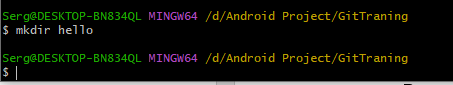 Serg@DESKTOP-BN834QL MINGW64 /d/Android Project/GitTraning
$ mkdir hello
Serg@DESKTOP-BN834QL MINGW64 /d/Android Project/GitTraning
$